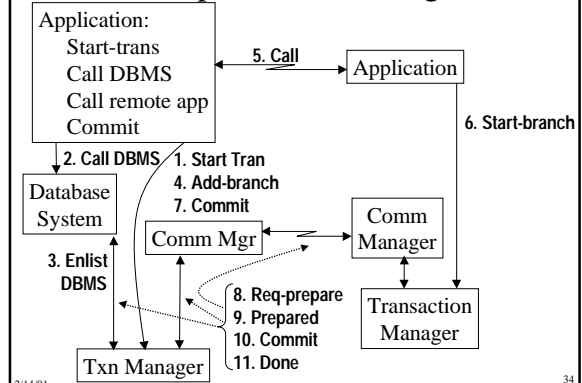 Application:
Start-trans
Call DBMS
Call remote app
Commit
5. Call
Application
6. Start-branch
2. Call DBMS
1. Start Tran
4. Add-branch
7. Commit
Database
System
Comm Mgr
Comm
Manager
3. Enlist
DBMS
8. Req-prepare
9. Prepared
10. Commit
11. Done
Transaction
Manager
Txn Manager
34